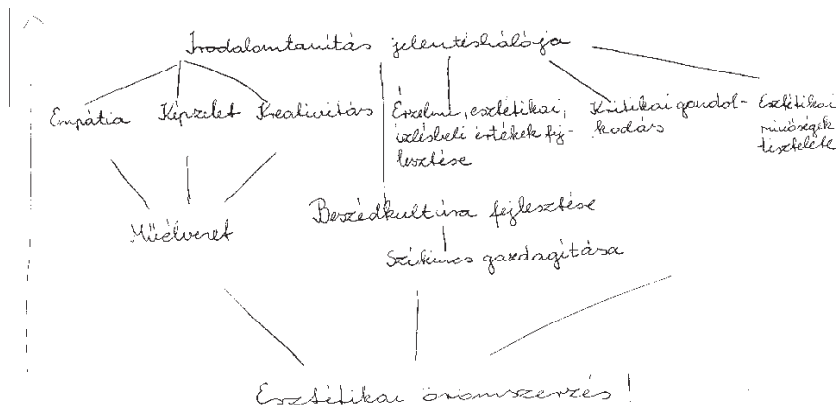 Irodalomtanítás jelentéshálója
Empátia
Képzelet
Kreativitás
Érzelmi, esztétikai,
ízlésbeli értékek fej-
lesztése
Kritikai gondol-
kodás
Esztétikai
minőségek
tisztelete
Műélvezet
Beszédkultúra fejlesztése
Szókincs gazdagítása
Esztétikai örömszerzés!